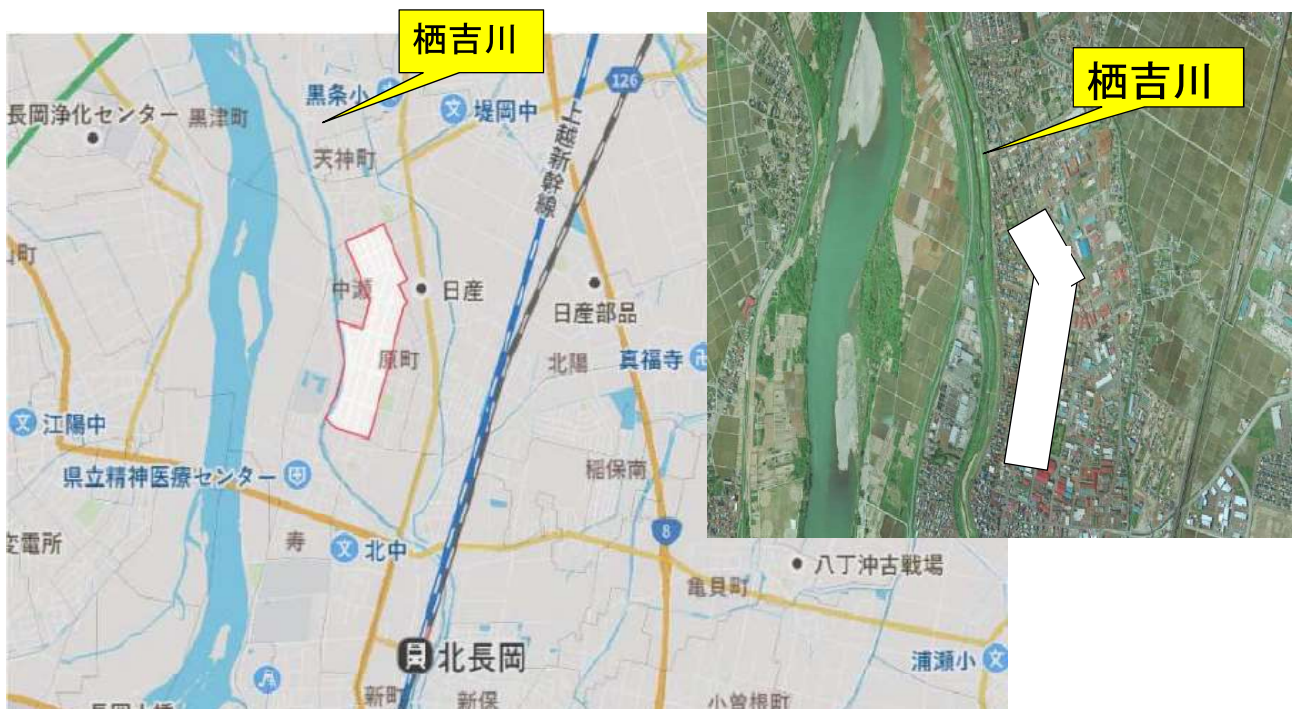 栖吉川
126
黒条小
堤岡中
長岡浄化センター
黒津町
天神町
上越新幹線
中瀬
日産
日産部品
原町
北陽
真福寺
江陽中
県立精神医療センター
稲保南
変電所
寿
北中
8
八丁沖古戦場
亀貝町
北長岡
浦瀬小
新町
新保
小曽根町
栖吉川